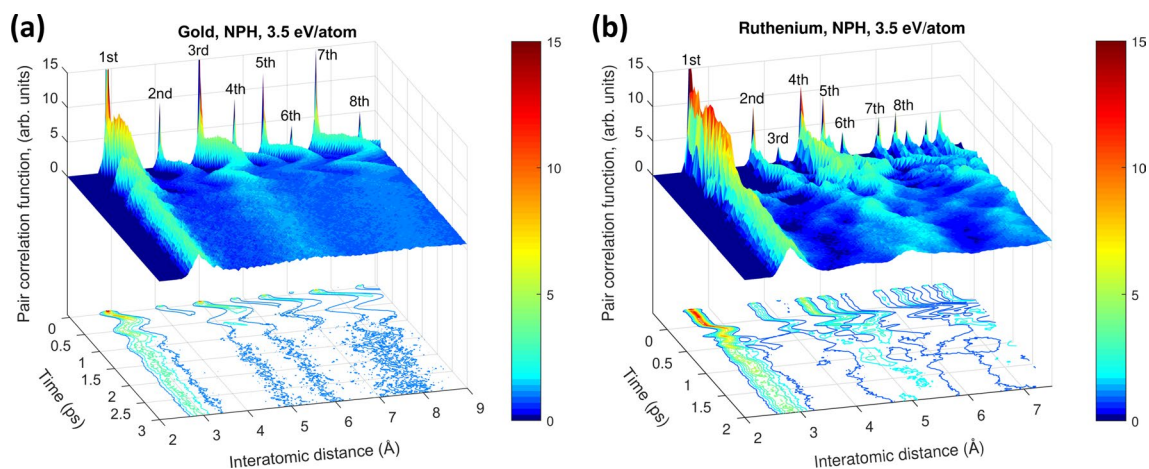 (a)
Gold, NPH, 3.5 eV/atom
Pair correlation function, (arb. units)
15
10
5
0
1st
2nd
3rd
4th
5th
6th
7th
8th
0
0.5
1
1.5
2
2.5
3
Time (ps)
2
3
4
5
6
7
8
9
Interatomic distance (Å)
15
10
5
0
(b)
Ruthenium, NPH, 3.5 eV/atom
Pair correlation function, (arb. units)
15
10
5
0
1st
2nd
3rd
4th
5th
6th
7th
8th
0
0.5
1
1.5
2
Time (ps)
2
3
4
5
6
7
Interatomic distance (Å)
15
10
5
0